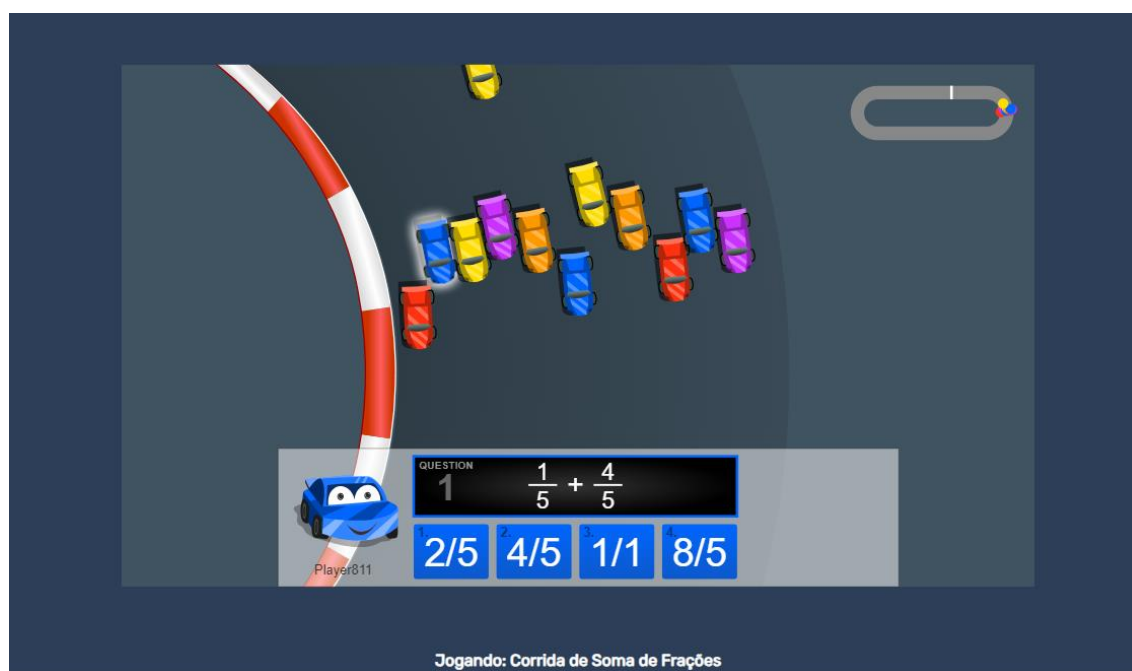 QUESTION
1
1/5 + 4/5
1. 2/5
2. 4/5
3. 1/1
4. 8/5
Player811
Jogando: Corrida de Soma de Frações